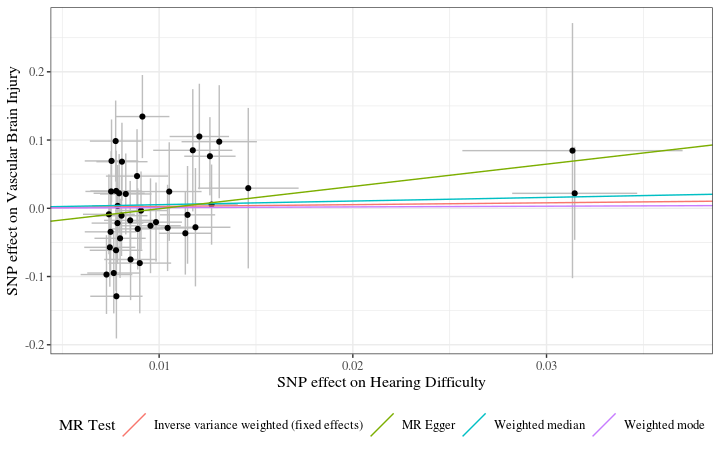 SNP effect on Vascular Brain Injury
0.2
0.1
0.0
-0.1
-0.2
0.01
0.02
0.03
SNP effect on Hearing Difficulty
MR Test
Inverse variance weighted (fixed effects)
MR Egger
Weighted median
Weighted mode